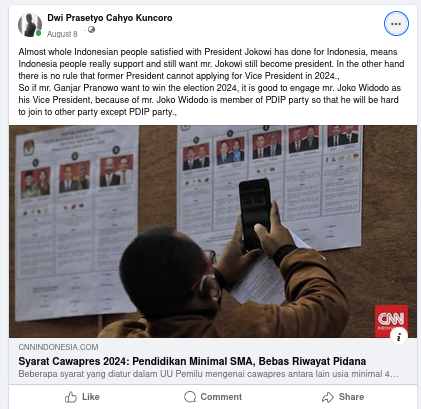 Dwi Prasetyo Cahyo Kuncoro
August 8 ·
Almost whole Indonesian people satisfied with President Jokowi has done for Indonesia, means
Indonesia people really support and still want mr. Jokowi still become president. In the other hand
there is no rule that former President cannot applying for Vice President in 2024.,
So if mr. Ganjar Pranowo want to win the election 2024, it is good to engage mr. Joko Widodo as
his Vice President, because of mr. Joko Widodo is member of PDIP party so that he will be hard
to join to other party except PDIP party.,
CNN
Indonesia
CNNINDONESIA.COM
Syarat Cawapres 2024: Pendidikan Minimal SMA, Bebas Riwayat Pidana
Beberapa syarat yang diatur dalam UU Pemilu mengenai cawapres antara lain usia minimal 4...
Like
Comment
Share